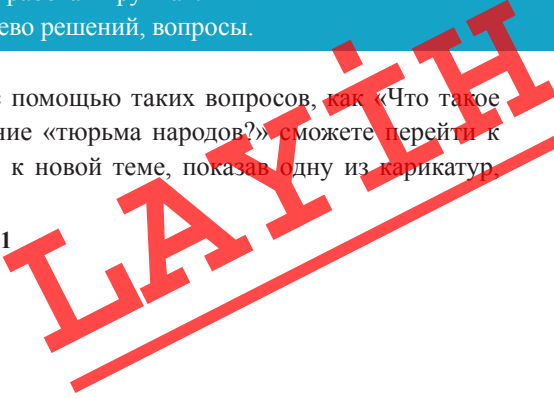 ево решений, вопросы.
с помощью таких вопросов, как «Что такое
ние «тюрьма народов?» сможете перейти к
к новой теме, показав одну из карикатур,
1
LAYİH